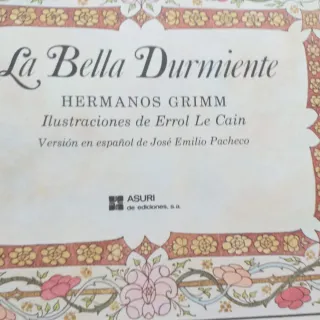 La Bella Durmiente
HERMANOS GRIMM
Ilustraciones de Errol Le Cain
Versión en español de José Emilio Pacheco
ASURI
de ediciones, s.a.